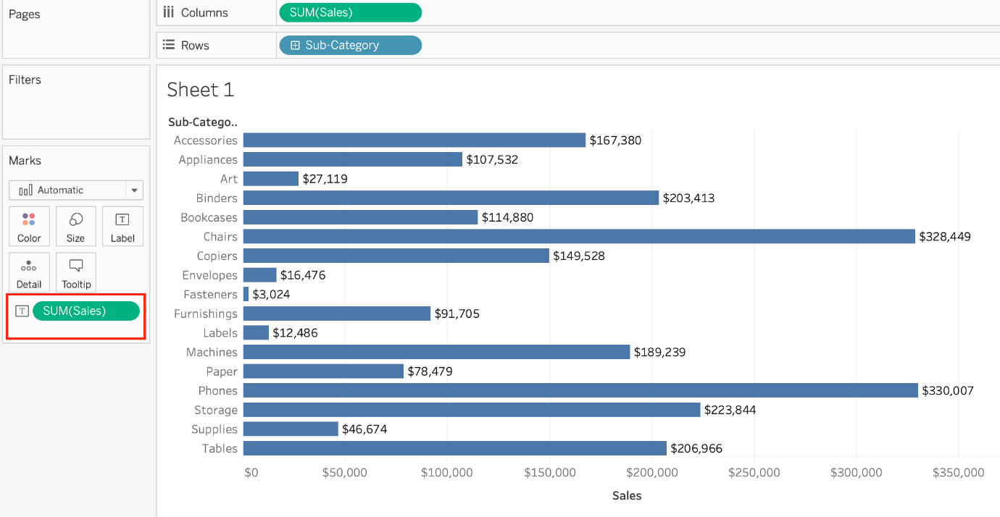 Pages
Columns
SUM(Sales)
Rows
Sub-Category
Filters
Marks
Automatic
Color
Size
T
Label
Detail
Tooltip
T
SUM(Sales)
Sheet 1
Sub-Catego..
Accessories $167,380
Appliances $107,532
Art $27,119
Binders $203,413
Bookcases $114,880
Chairs $328,449
Copiers $149,528
Envelopes $16,476
Fasteners $3,024
Furnishings $91,705
Labels $12,486
Machines $189,239
Paper $78,479
Phones $330,007
Storage $223,844
Supplies $46,674
Tables $206,966
$0 $50,000 $100,000 $150,000 $200,000 $250,000 $300,000 $350,000
Sales